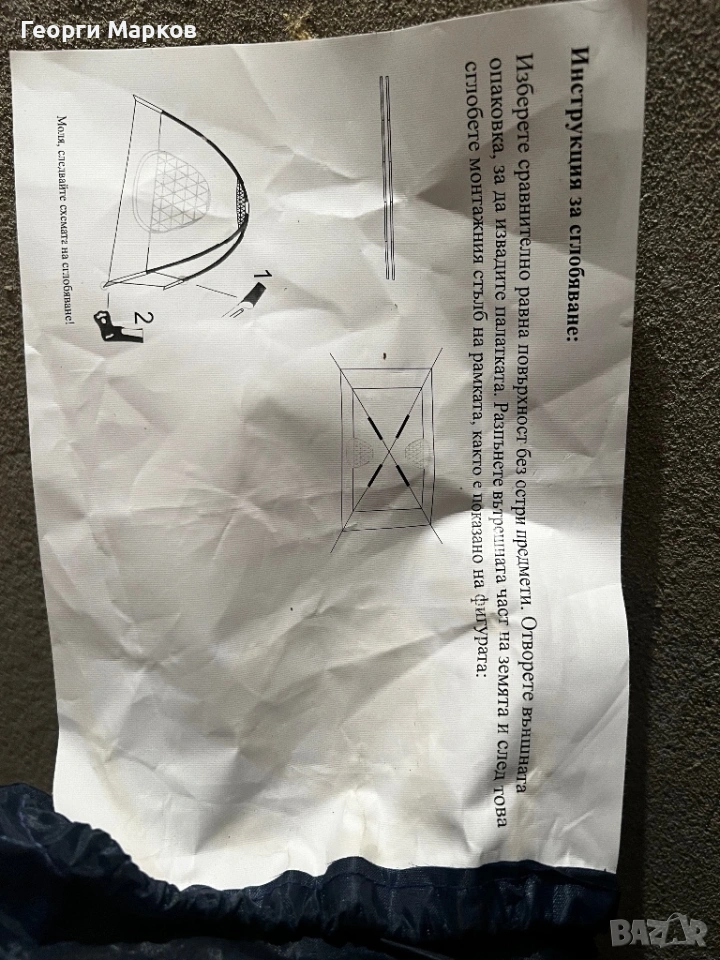 Георги Марков
Инструкция за сглобяване:
Изберете сравнително равна повърхност без остри предмети. Отворете външната
опаковка, за да извадите палатката. Разпънете вътрешната част на земята и след това
сглобете монтажния стълб на рамката, както е показано на фигурата:
1
2
Моля, следвайте схемата на сглобяване!
BAZAR